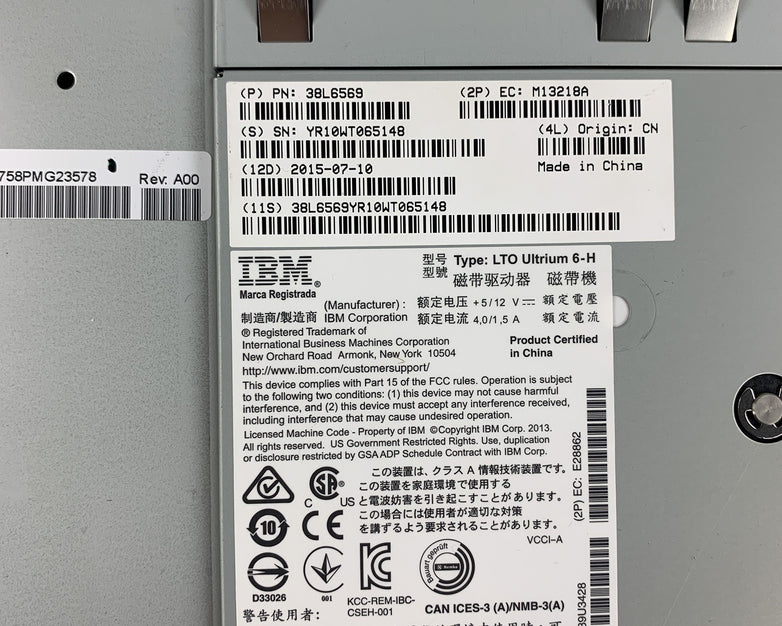 (P) PN: 38L6569
(2P) EC: M13218A
(S) SN: YR10WT065148
(4L) Origin: CN
(12D) 2015-07-10
Made in China
(11S) 38L6569YR10WT065148
758PMG23578
Rev: A00
IBM®
Marca Registrada
型号 Type: LTO Ultrium 6-H
型號 磁带驱动器 磁帶機
(Manufacturer) :
制造商/製造商 IBM Corporation
额定电压 +5/12 V 額定電壓
额定电流 4,0/1,5 A 額定電流
® Registered Trademark of
International Business Machines Corporation
New Orchard Road Armonk, New York 10504
http://www.ibm.com/customersupport/
Product Certified
in China
This device complies with Part 15 of the FCC rules. Operation is subject
to the following two conditions: (1) this device may not cause harmful
interference, and (2) this device must accept any interference received,
including interference that may cause undesired operation.
Licensed Machine Code - Property of IBM ©Copyright IBM Corp. 2013.
All rights reserved. US Government Restricted Rights. Use, duplication
or disclosure restricted by GSA ADP Schedule Contract with IBM Corp.
この装置は、クラス A 情報技術装置です。
この装置を家庭環境で使用する
と電波妨害を引き起こすことが あります。
この場合には使用者が適切な対策
を講ずるよう要求されることがあります。
VCCI-A
C SA® US
10
CE
D33026
001
KCC-REM-IBC-
CSEH-001
Bauart geprüft
CAN ICES-3 (A)/NMB-3(A)
警告使用者:
(2P) EC: E28862
39U3428